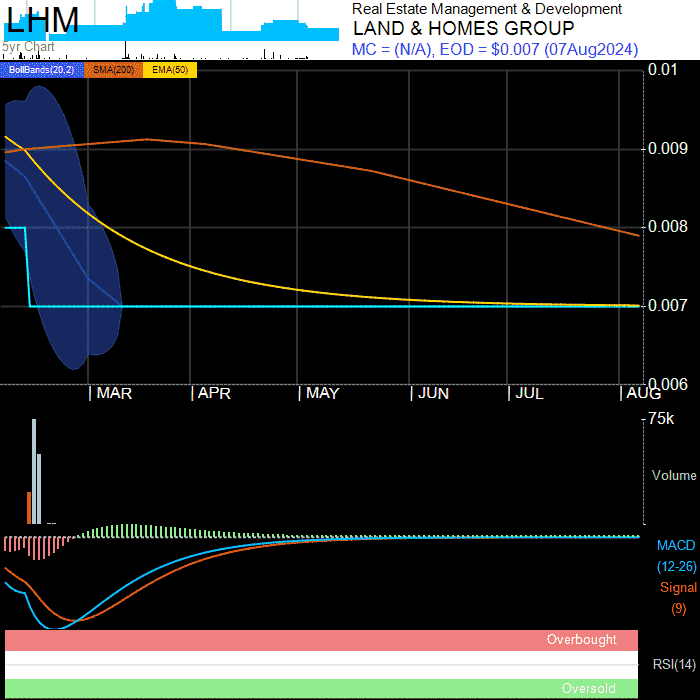 LHM
5yr Chart
Real Estate Management & Development
LAND & HOMES GROUP
MC = (N/A), EOD = $0.007 (07Aug2024)
BollBands(20,2) SMA(200) EMA(50)
0.01
0.009
0.008
0.007
0.006
| MAR | APR | MAY | JUN | JUL | AUG
75k
Volume
MACD
(12-26)
Signal
(9)
Overbought
RSI(14)
Oversold